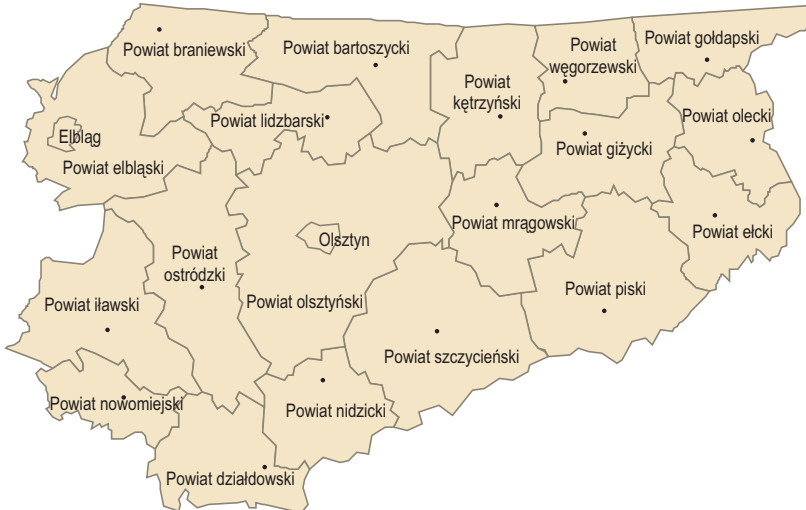 Powiat braniewski
Powiat bartoszycki
Powiat
węgorzewski
Powiat gołdapski
Powiat
kętrzyński
Powiat olecki
Powiat lidzbarski
Elbląg
Powiat elbląski
Powiat giżycki
Powiat mrągowski
Powiat ełcki
Olsztyn
Powiat
ostródzki
Powiat piski
Powiat olsztyński
Powiat iławski
Powiat szczycieński
Powiat nowomiejski
Powiat nidzicki
Powiat działdowski